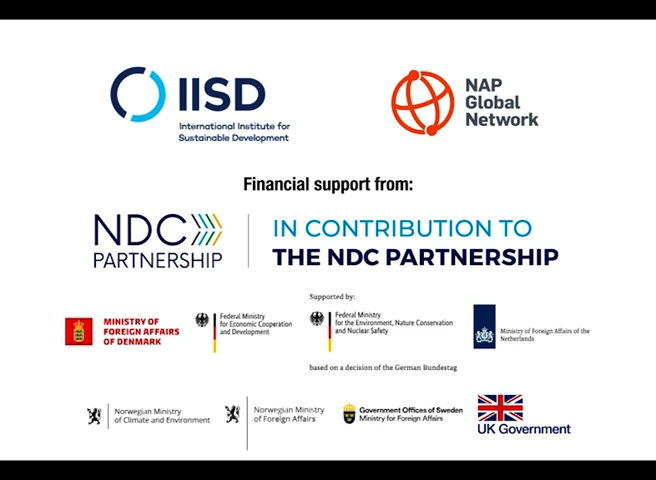 IISD
International Institute for
Sustainable Development
NAP
Global
Network
Financial support from:
NDC
PARTNERSHIP
IN CONTRIBUTION TO
THE NDC PARTNERSHIP
MINISTRY OF
FOREIGN AFFAIRS
OF DENMARK
Federal Ministry
for Economic Cooperation
and Development
Supported by:
Federal Ministry
for the Environment, Nature Conservation
and Nuclear Safety
based on a decision of the German Bundestag
Ministry of Foreign Affairs of the
Netherlands
Norwegian Ministry
of Climate and Environment
Norwegian Ministry
of Foreign Affairs
Government Offices of Sweden
Ministry for Foreign Affairs
UK Government